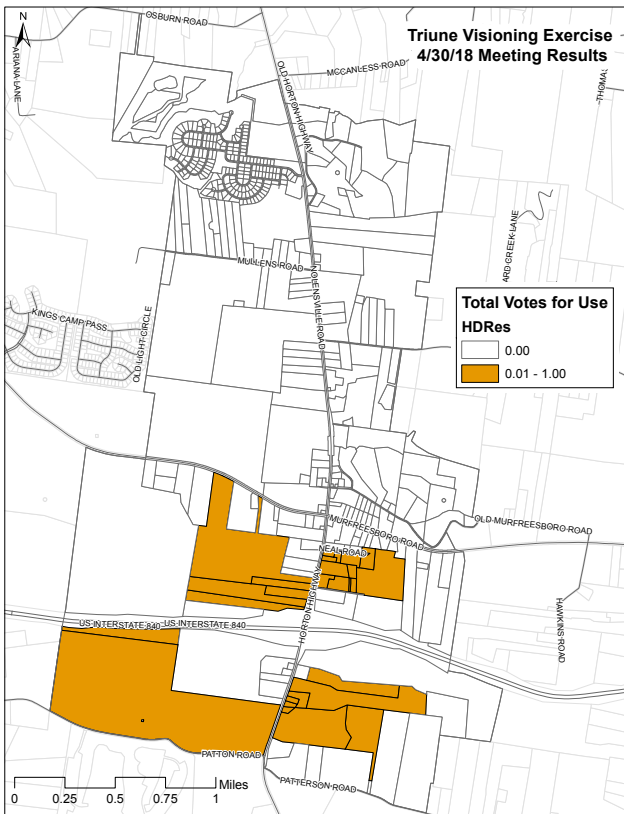 N
OSBURN ROAD
Triune Visioning Exercise
4/30/18 Meeting Results
ARIANA LANE
OLD HORTON HIGHWAY
MCCANLESS ROAD
THOMAS
MULLENS ROAD
NOLENSVILLE ROAD
ARD CREEK LANE
KINGS CAMP PASS
OLD LIGHT CIRCLE
Total Votes for Use
HDRes
0.00
0.01 - 1.00
MURFREESBORO ROAD
OLD MURFREESBORO ROAD
NEAL ROAD
HORTON HIGHWAY
HAWKINS ROAD
US INTERSTATE 840
US INTERSTATE 840
PATTON ROAD
PATTERSON ROAD
Miles
0 0.25 0.5 0.75 1